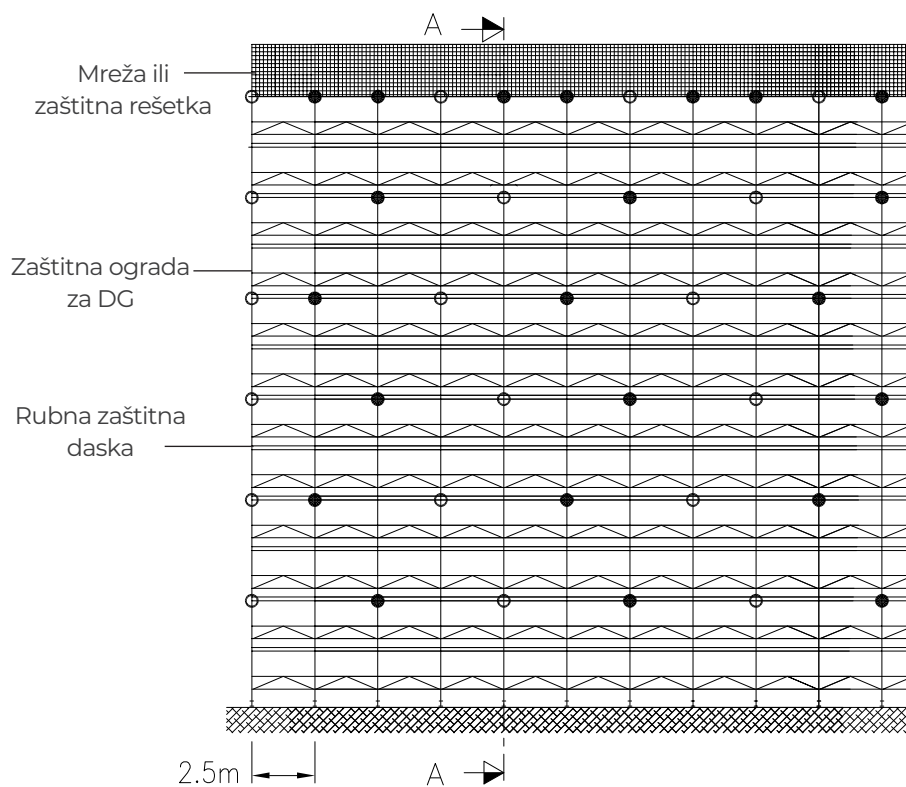 A
Mreža ili
zaštitna rešetka
Zaštitna ograda
za DG
Rubna zaštitna
daska
2.5m
A